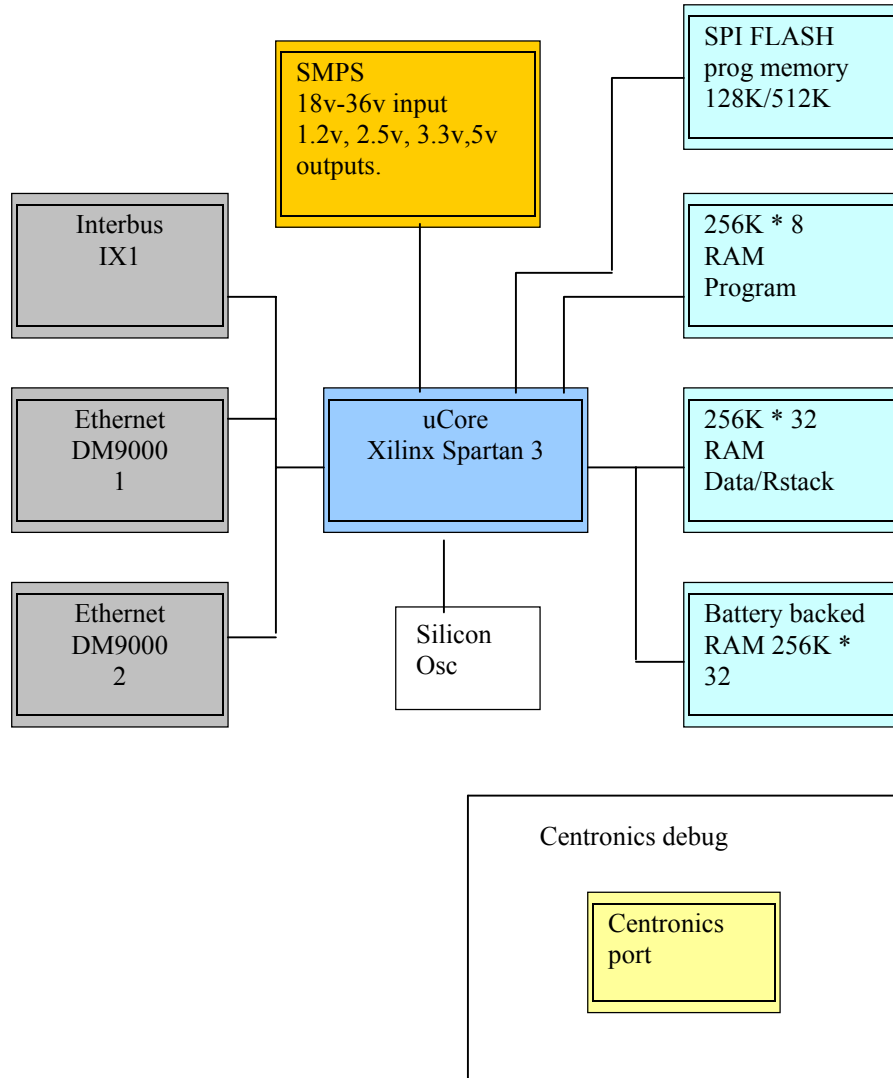 SMPS
18v-36v input
1.2v, 2.5v, 3.3v,5v
outputs.
SPI FLASH
prog memory
128K/512K
Interbus
IX1
256K * 8
RAM
Program
Ethernet
DM9000
1
uCore
Xilinx Spartan 3
256K * 32
RAM
Data/Rstack
Ethernet
DM9000
2
Silicon
Osc
Battery backed
RAM 256K *
32
Centronics debug
Centronics
port